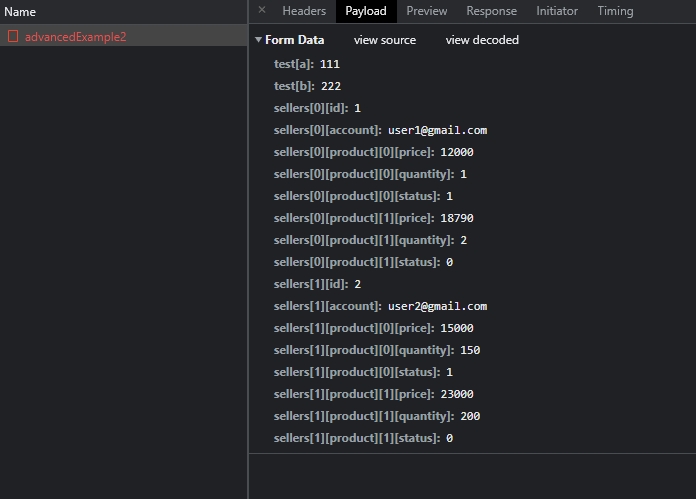 Name
advancedExample2
× Headers Payload Preview Response Initiator Timing
▼ Form Data view source view decoded
test[a]: 111
test[b]: 222
sellers[0][id]: 1
sellers[0][account]: user1@gmail.com
sellers[0][product][0][price]: 12000
sellers[0][product][0][quantity]: 1
sellers[0][product][0][status]: 1
sellers[0][product][1][price]: 18790
sellers[0][product][1][quantity]: 2
sellers[0][product][1][status]: 0
sellers[1][id]: 2
sellers[1][account]: user2@gmail.com
sellers[1][product][0][price]: 15000
sellers[1][product][0][quantity]: 150
sellers[1][product][0][status]: 1
sellers[1][product][1][price]: 23000
sellers[1][product][1][quantity]: 200
sellers[1][product][1][status]: 0